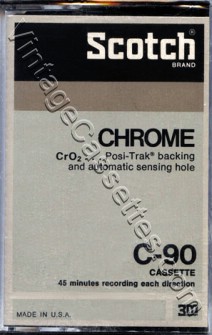 Scotch®
BRAND
CHROME
CrO₂ Posi-Trak® backing
and automatic sensing hole
C-90
CASSETTE
45 minutes recording each direction
MADE IN U.S.A.
3M
VintageCassettes.com